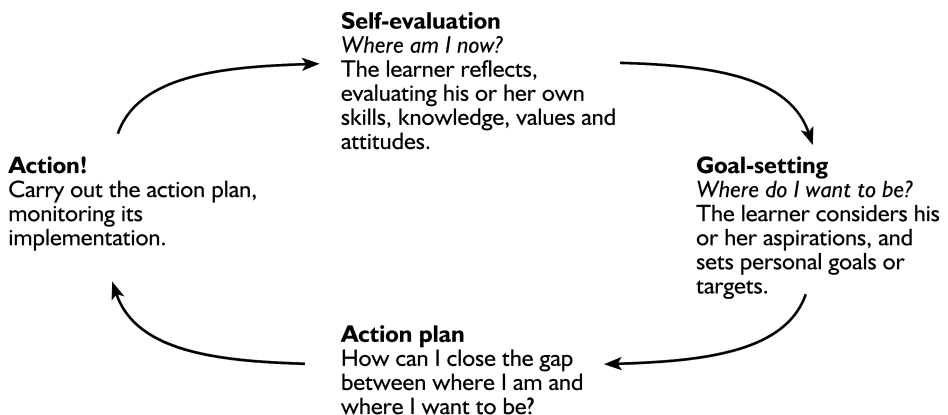 Self-evaluation
Where am I now?
The learner reflects,
evaluating his or her own
skills, knowledge, values and
attitudes.
Goal-setting
Where do I want to be?
The learner considers his
or her aspirations, and
sets personal goals or
targets.
Action plan
How can I close the gap
between where I am and
where I want to be?
Action!
Carry out the action plan,
monitoring its
implementation.